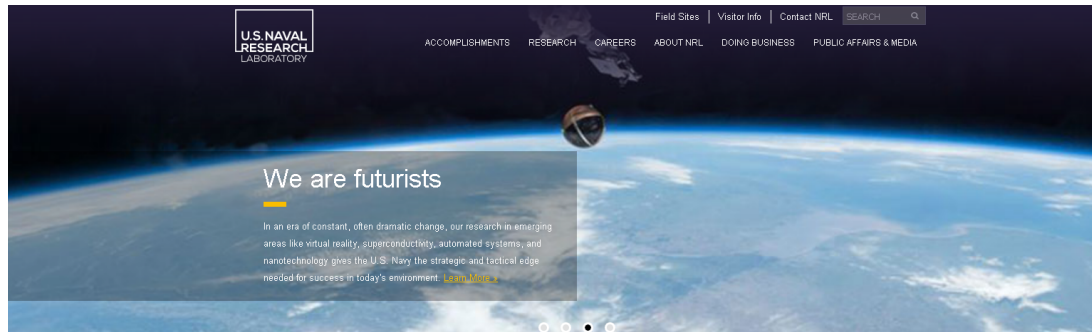 Field Sites | Visitor Info | Contact NRL SEARCH
U.S. NAVAL
RESEARCH
LABORATORY
ACCOMPLISHMENTS RESEARCH CAREERS ABOUT NRL DOING BUSINESS PUBLIC AFFAIRS & MEDIA
We are futurists
In an era of constant, often dramatic change, our research in emerging
areas like virtual reality, superconductivity, automated systems, and
nanotechnology gives the U.S. Navy the strategic and tactical edge
needed for success in today's environment. Learn More ›